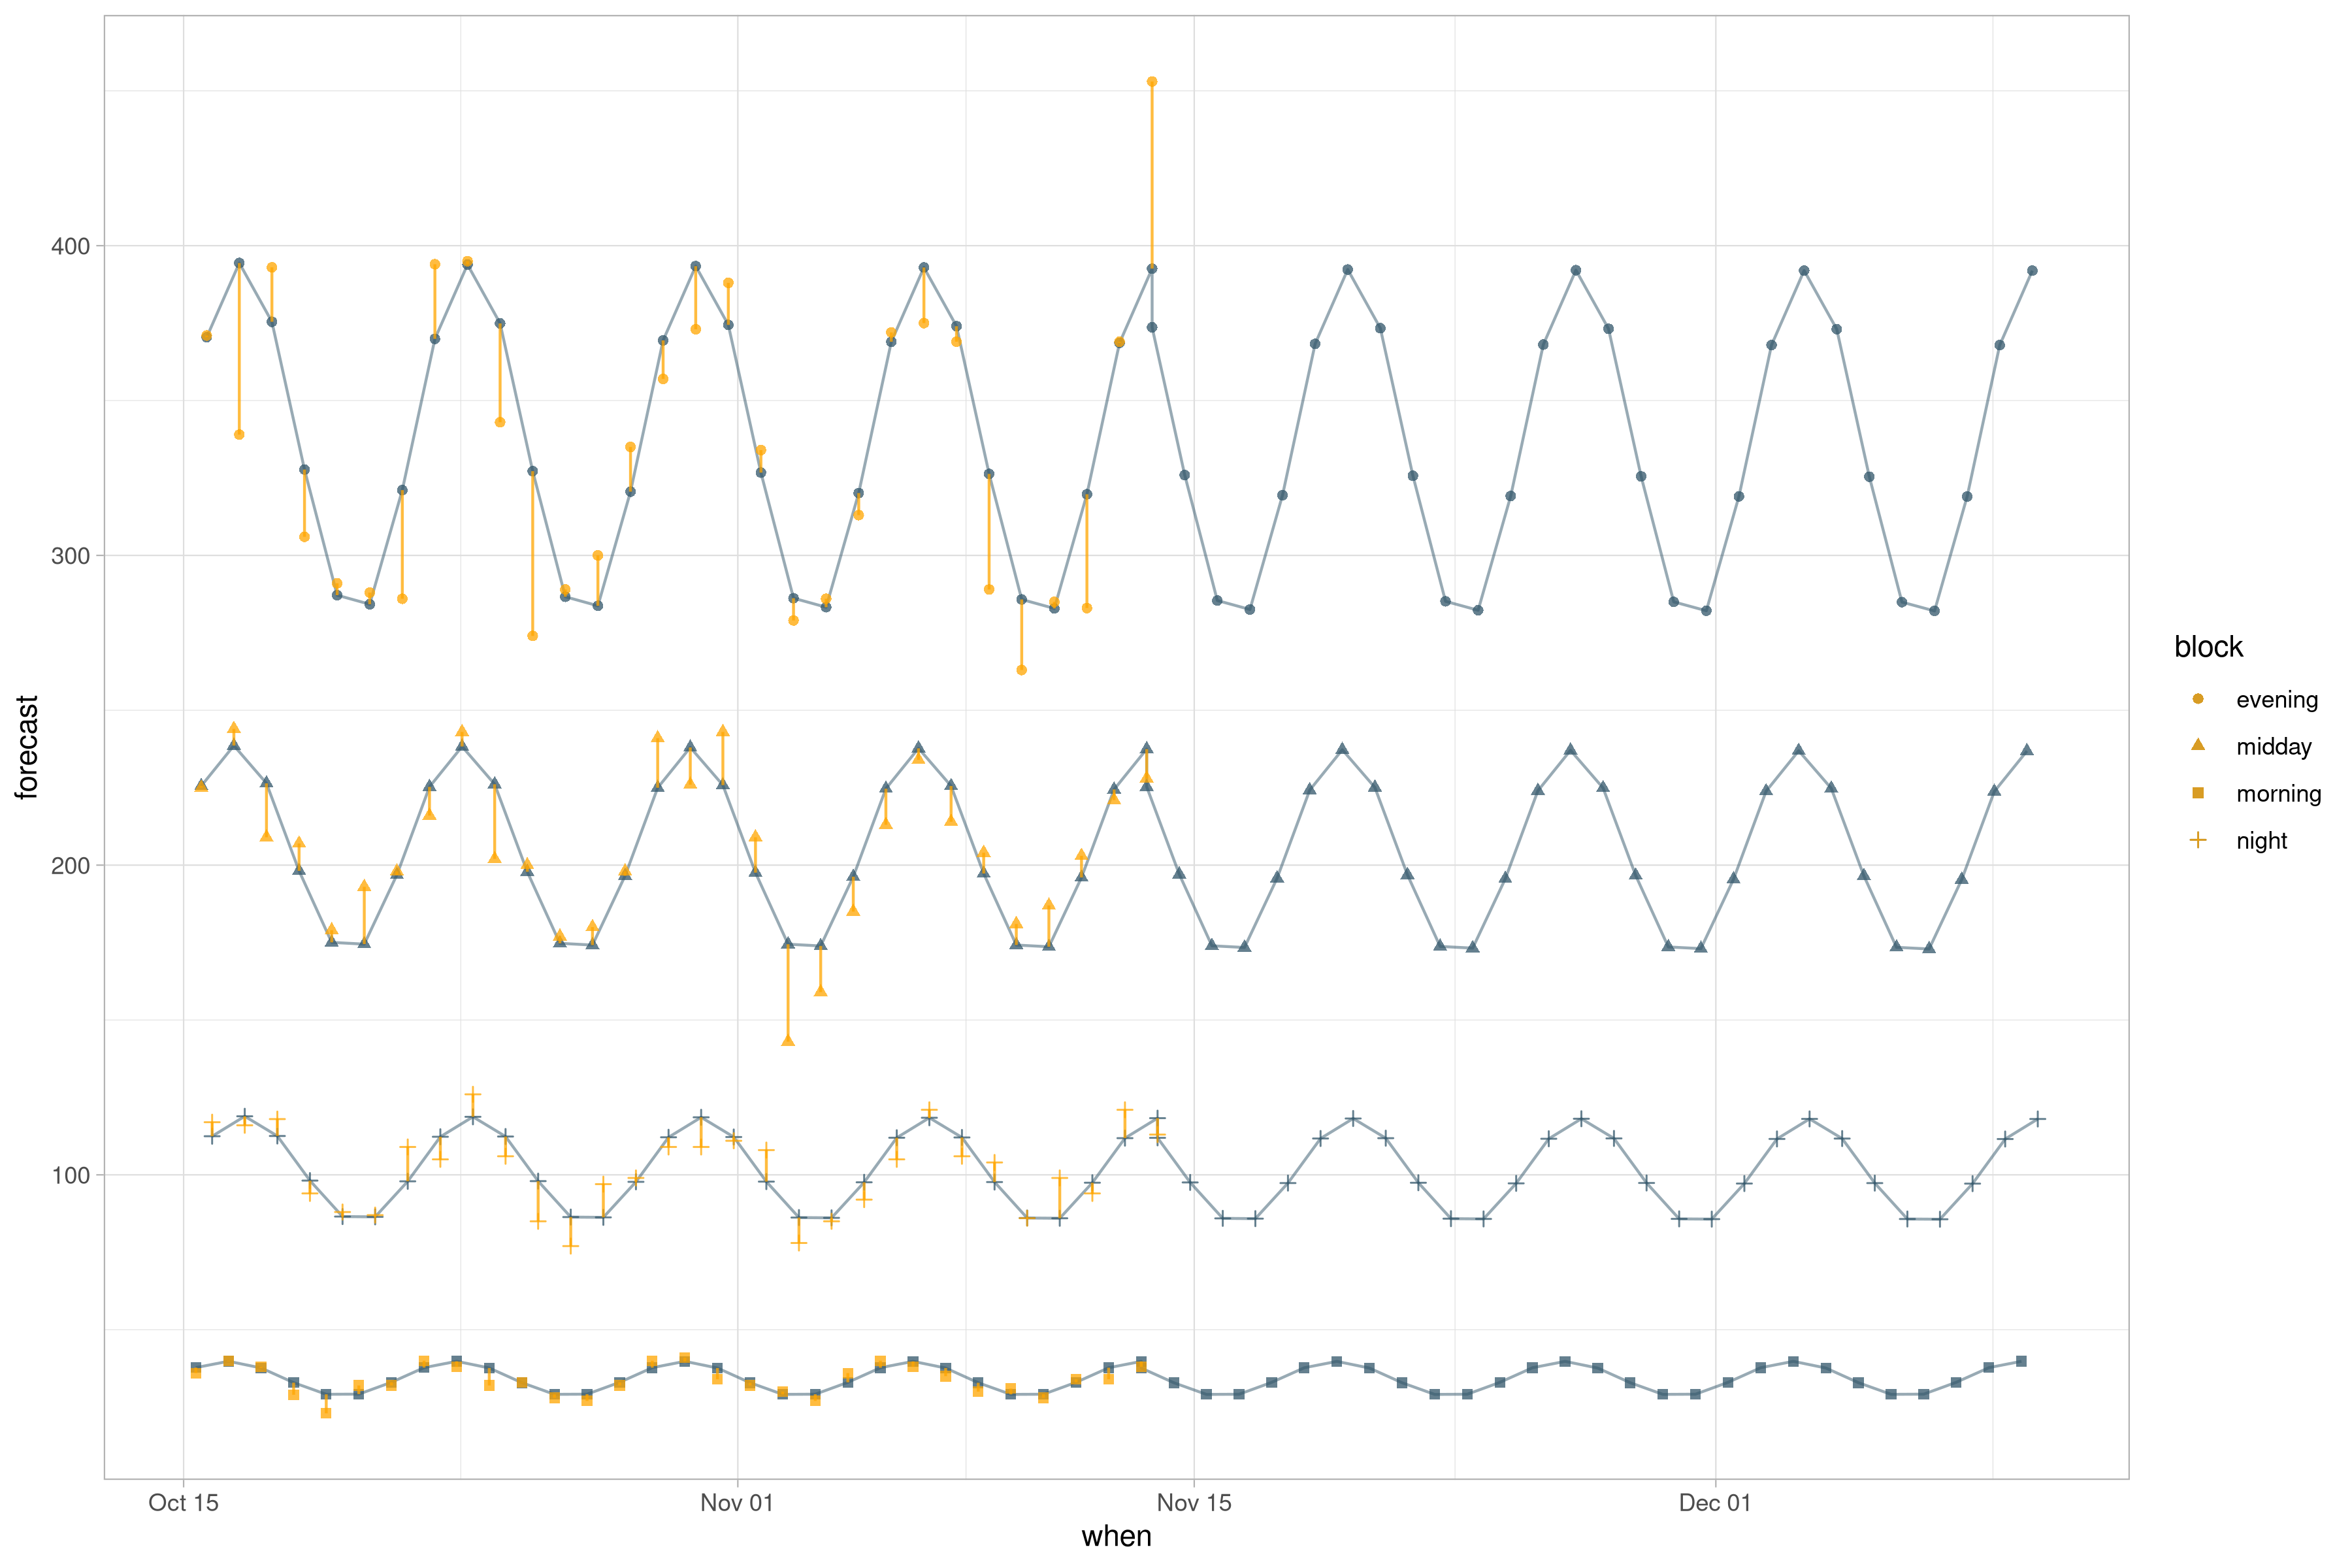 forecast
400
300
200
100
Oct 15
Nov 01
Nov 15
Dec 01
when
block
evening
midday
morning
night